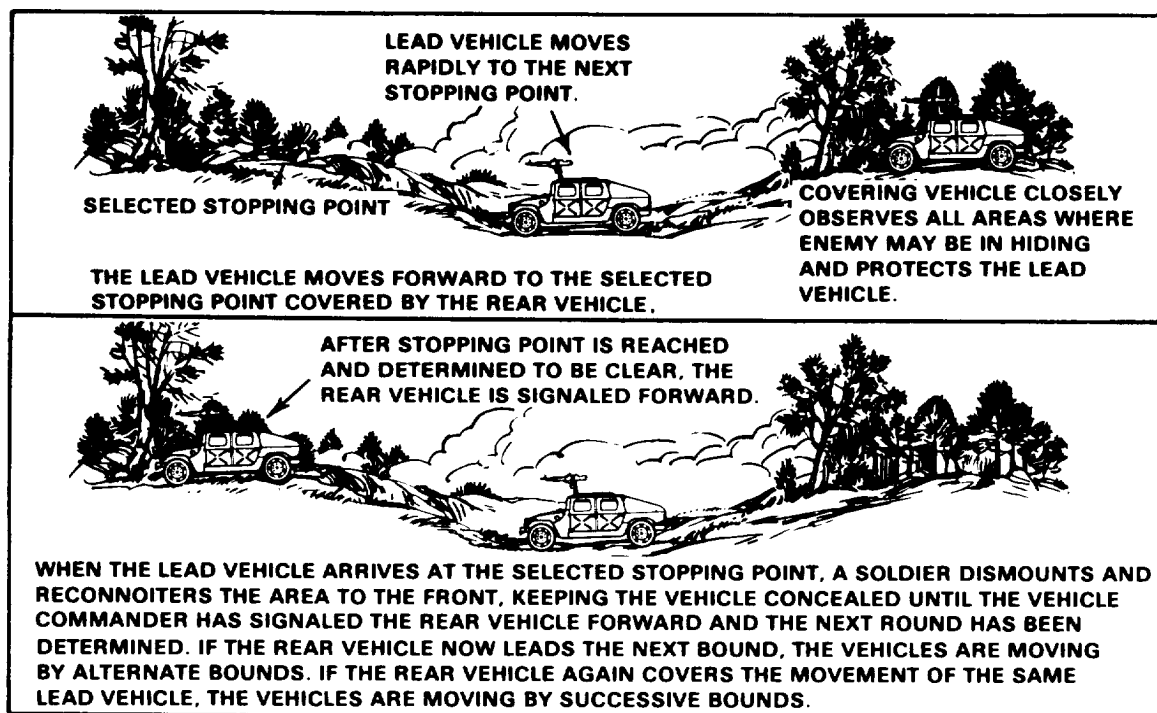 LEAD VEHICLE MOVES
RAPIDLY TO THE NEXT
STOPPING POINT.
SELECTED STOPPING POINT
COVERING VEHICLE CLOSELY
OBSERVES ALL AREAS WHERE
ENEMY MAY BE IN HIDING
AND PROTECTS THE LEAD
VEHICLE.
THE LEAD VEHICLE MOVES FORWARD TO THE SELECTED
STOPPING POINT COVERED BY THE REAR VEHICLE.
AFTER STOPPING POINT IS REACHED
AND DETERMINED TO BE CLEAR, THE
REAR VEHICLE IS SIGNALED FORWARD.
WHEN THE LEAD VEHICLE ARRIVES AT THE SELECTED STOPPING POINT, A SOLDIER DISMOUNTS AND
RECONNOITERS THE AREA TO THE FRONT, KEEPING THE VEHICLE CONCEALED UNTIL THE VEHICLE
COMMANDER HAS SIGNALED THE REAR VEHICLE FORWARD AND THE NEXT ROUND HAS BEEN
DETERMINED. IF THE REAR VEHICLE NOW LEADS THE NEXT BOUND, THE VEHICLES ARE MOVING
BY ALTERNATE BOUNDS. IF THE REAR VEHICLE AGAIN COVERS THE MOVEMENT OF THE SAME
LEAD VEHICLE, THE VEHICLES ARE MOVING BY SUCCESSIVE BOUNDS.